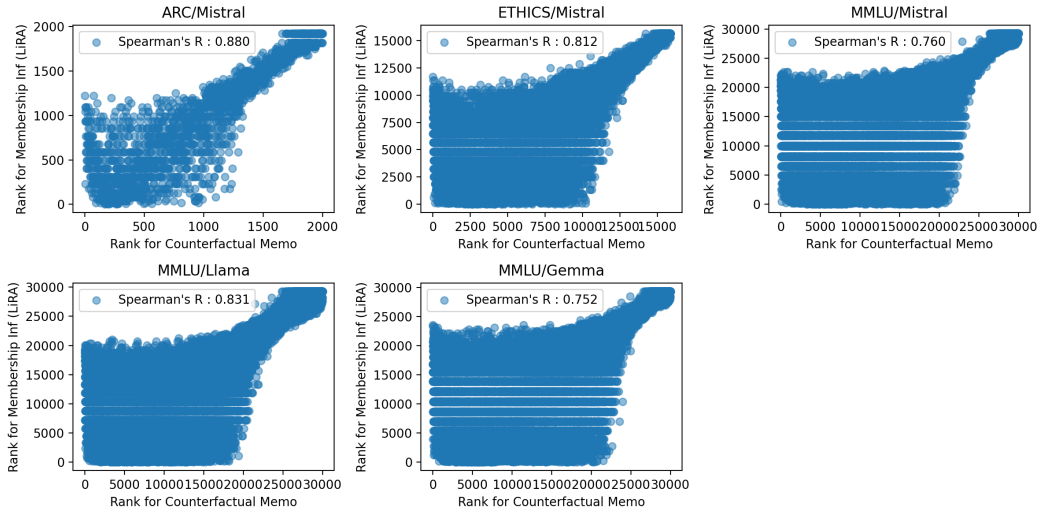 ARC/Mistral
Spearman's R : 0.880
Rank for Membership Inf (LiRA)
2000
1500
1000
500
0
0 500 1000 1500 2000
Rank for Counterfactual Memo
ETHICS/Mistral
Spearman's R : 0.812
Rank for Membership Inf (LiRA)
15000
12500
10000
7500
5000
2500
0
0 2500 5000 7500 10000 12500 15000
Rank for Counterfactual Memo
MMLU/Mistral
Spearman's R : 0.760
Rank for Membership Inf (LiRA)
30000
25000
20000
15000
10000
5000
0
0 5000 10000 15000 20000 25000 30000
Rank for Counterfactual Memo
MMLU/Llama
Spearman's R : 0.831
Rank for Membership Inf (LiRA)
30000
25000
20000
15000
10000
5000
0
0 5000 10000 15000 20000 25000 30000
Rank for Counterfactual Memo
MMLU/Gemma
Spearman's R : 0.752
Rank for Membership Inf (LiRA)
30000
25000
20000
15000
10000
5000
0
0 5000 10000 15000 20000 25000 30000
Rank for Counterfactual Memo